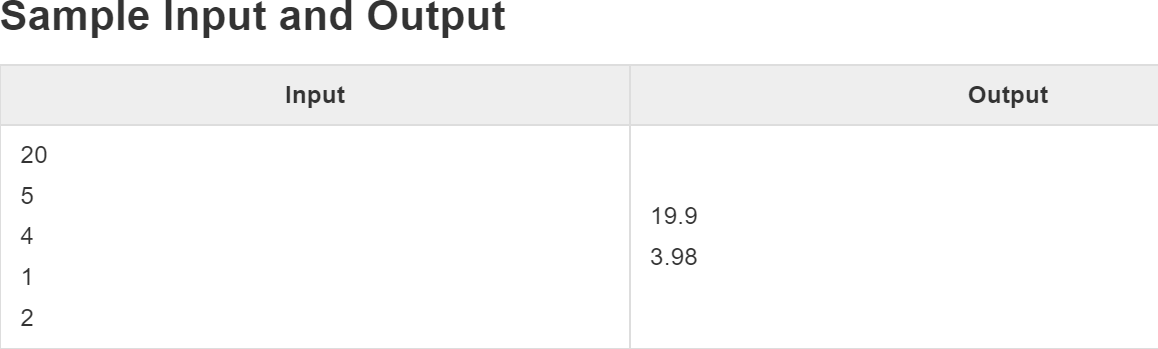 Sample Input and Output
Input
Output
20
5
4
1
2
19.9
3.98